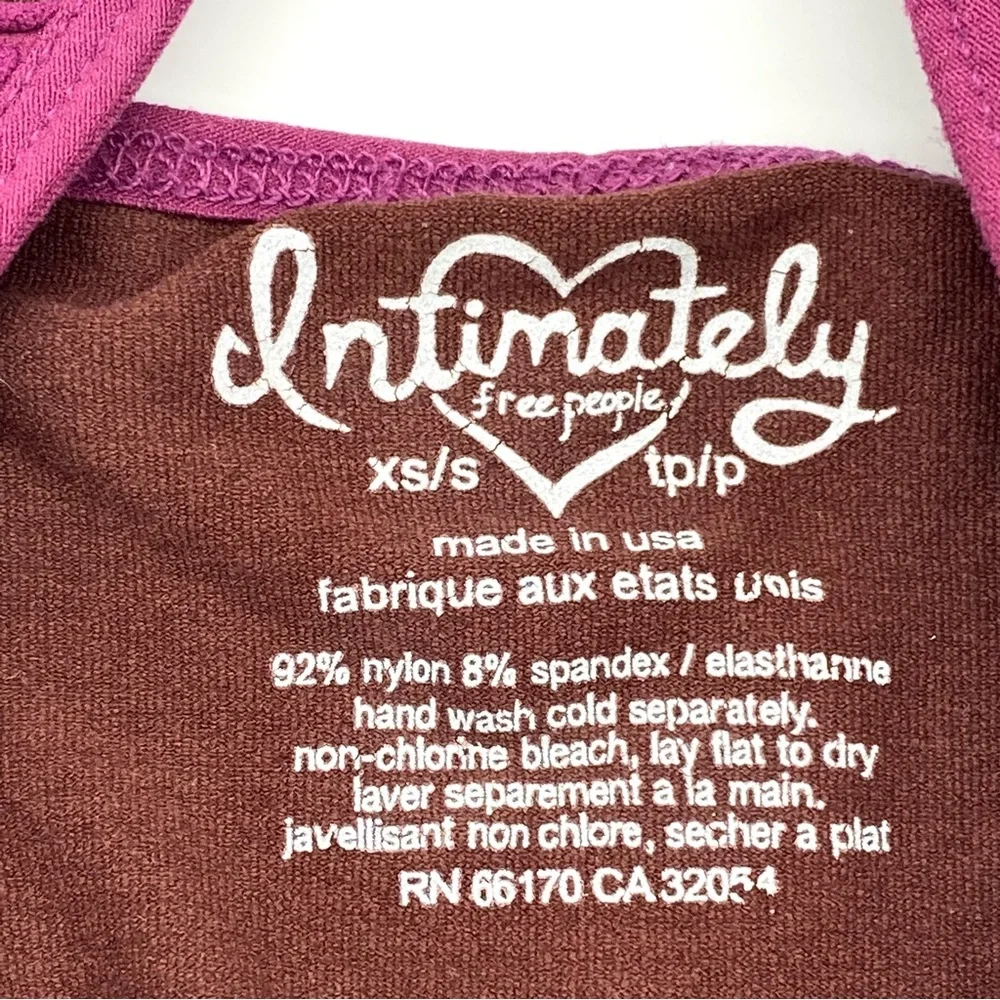 Intimately
free people
xs/s tp/p
made in usa
fabrique aux etats unis
92% nylon 8% spandex / elasthanne
hand wash cold separately.
non-chlorine bleach, lay flat to dry
laver separement a la main.
javellisant non chlore, secher a plat
RN 66170 CA 32054